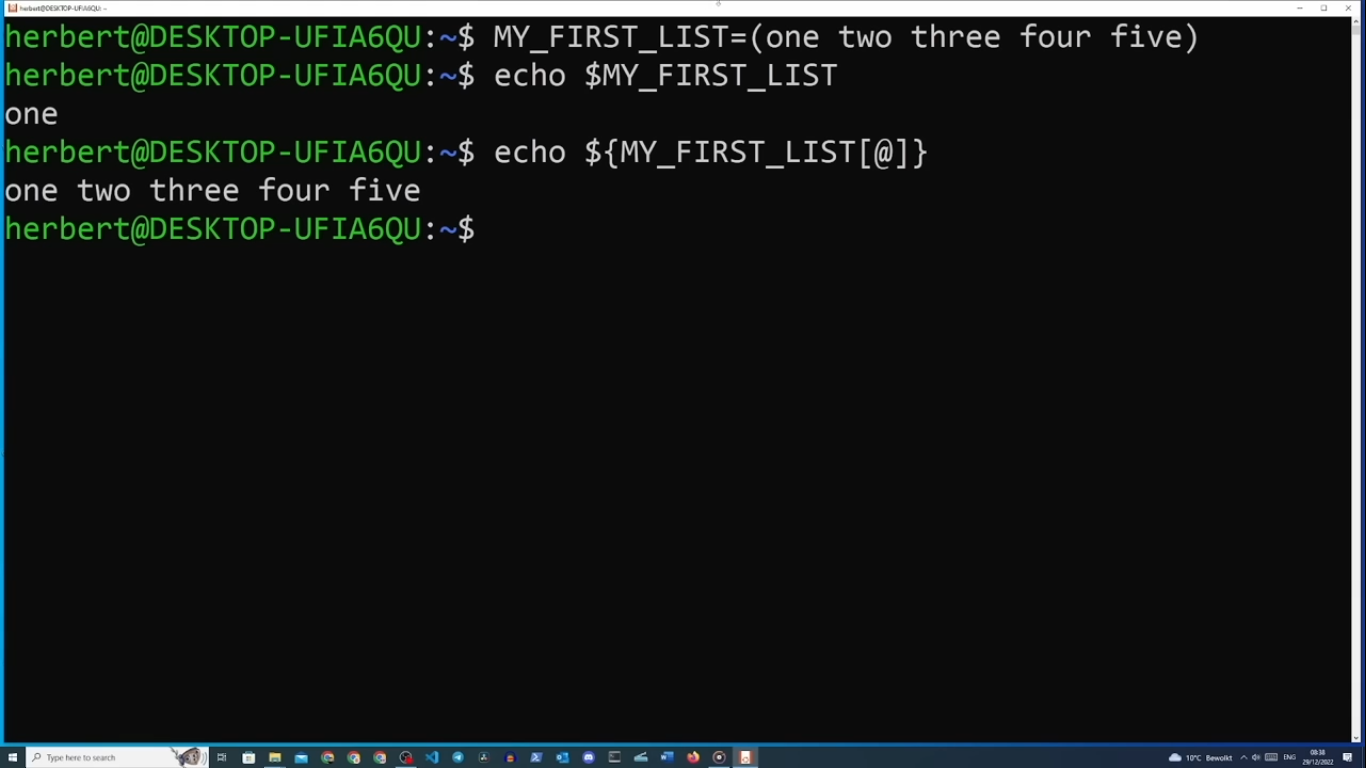 herbert@DESKTOP-UFIA6QU: ~
herbert@DESKTOP-UFIA6QU:~$ MY_FIRST_LIST=(one two three four five)
herbert@DESKTOP-UFIA6QU:~$ echo $MY_FIRST_LIST
one
herbert@DESKTOP-UFIA6QU:~$ echo ${MY_FIRST_LIST[@]}
one two three four five
herbert@DESKTOP-UFIA6QU:~$
Type here to search
10°C Bewolkt
ENG
08:38
29/12/2022